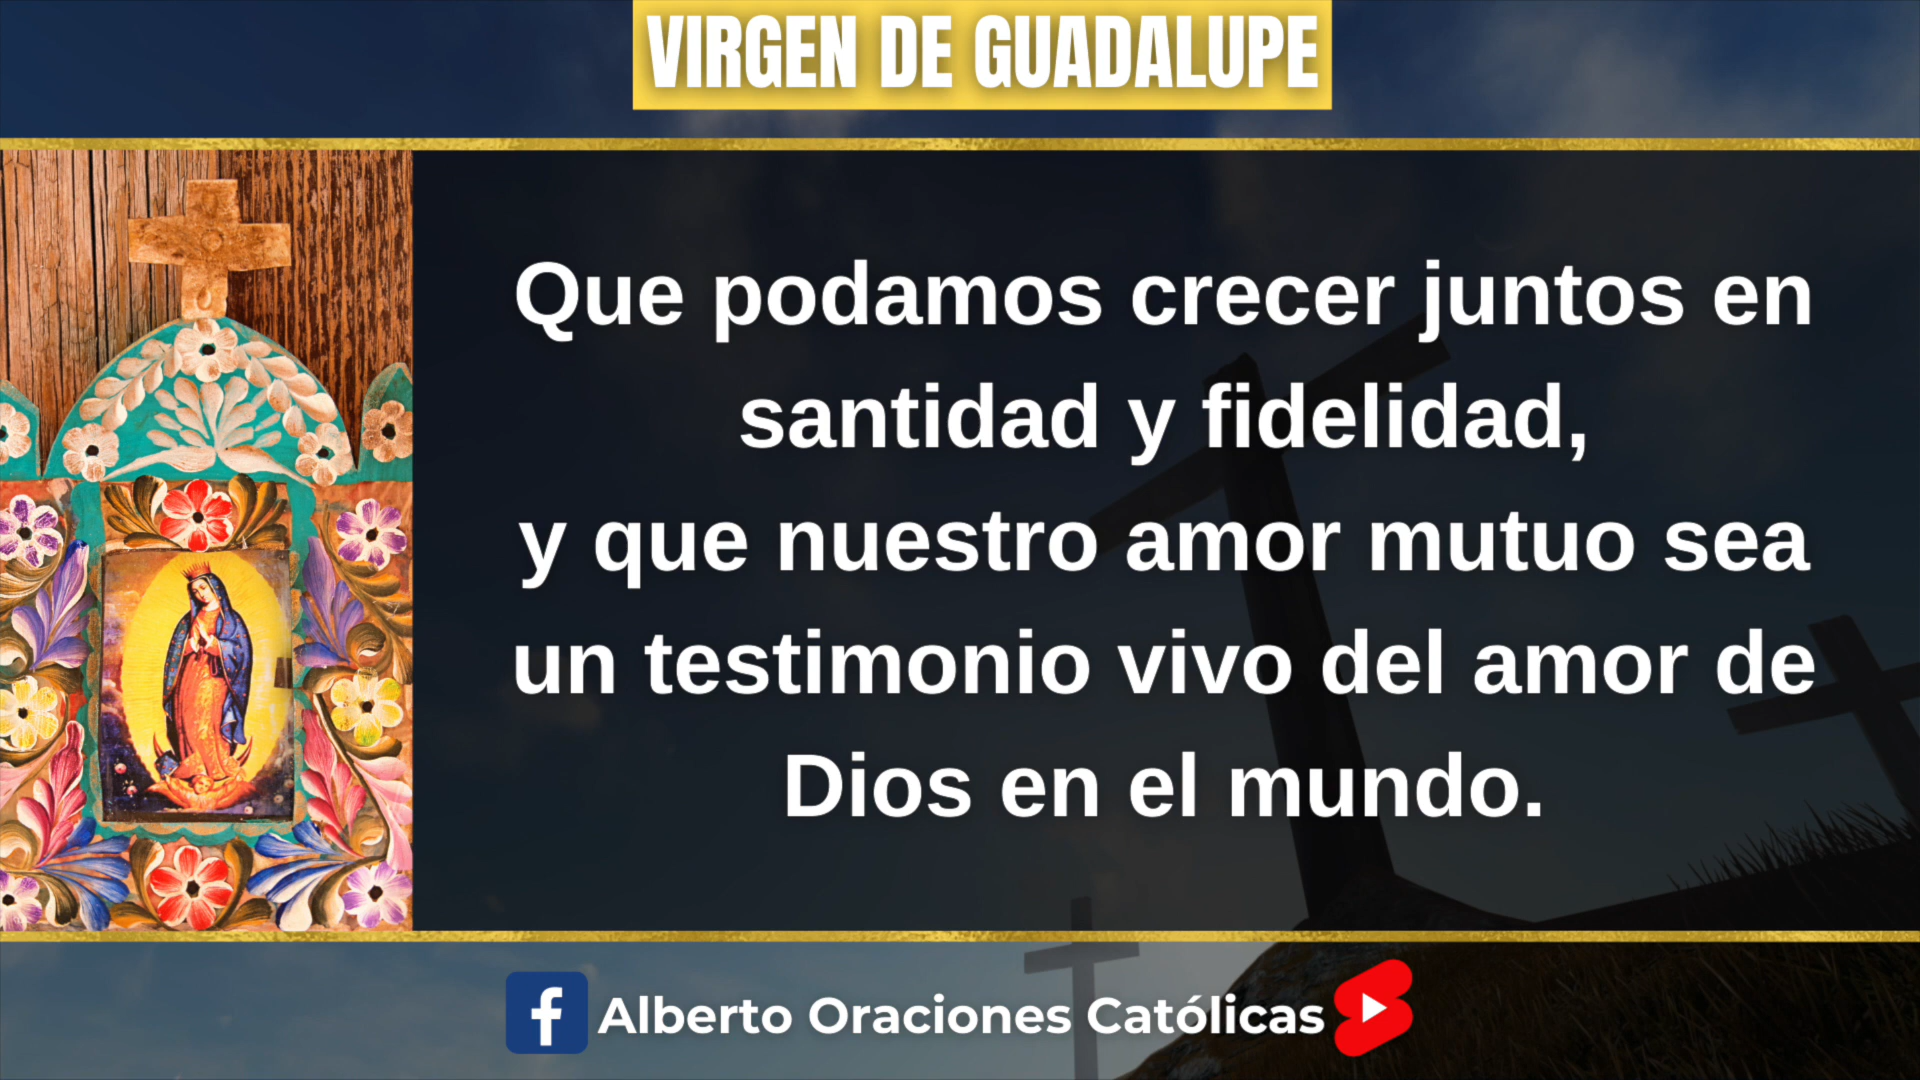 VIRGEN DE GUADALUPE
Que podamos crecer juntos en
santidad y fidelidad,
y que nuestro amor mutuo sea
un testimonio vivo del amor de
Dios en el mundo.
Alberto Oraciones Católicas